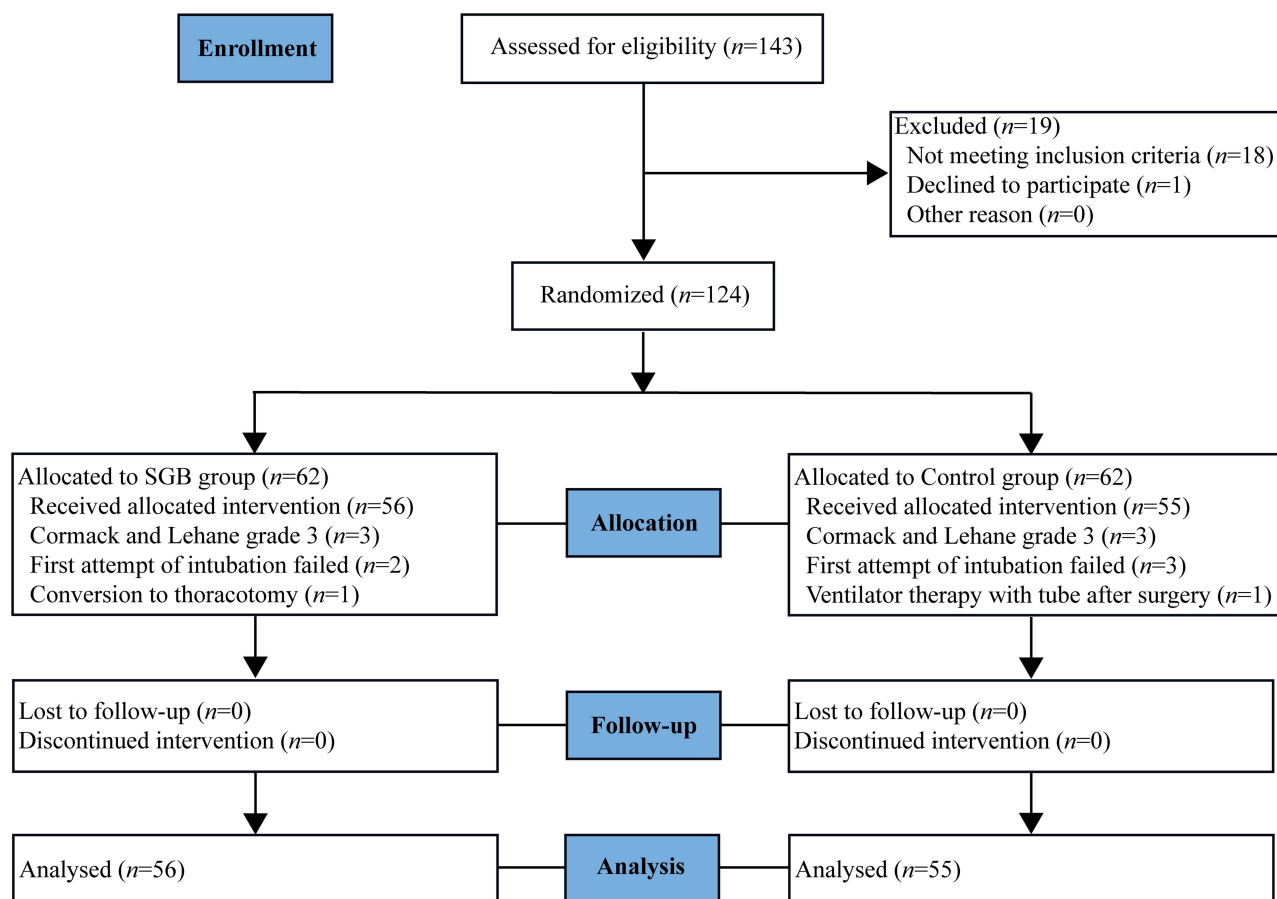 Enrollment
Assessed for eligibility (n=143)
Excluded (n=19)
Not meeting inclusion criteria (n=18)
Declined to participate (n=1)
Other reason (n=0)
Randomized (n=124)
Allocated to SGB group (n=62)
Received allocated intervention (n=56)
Cormack and Lehane grade 3 (n=3)
First attempt of intubation failed (n=2)
Conversion to thoracotomy (n=1)
Allocation
Allocated to Control group (n=62)
Received allocated intervention (n=55)
Cormack and Lehane grade 3 (n=3)
First attempt of intubation failed (n=3)
Ventilator therapy with tube after surgery (n=1)
Lost to follow-up (n=0)
Discontinued intervention (n=0)
Follow-up
Lost to follow-up (n=0)
Discontinued intervention (n=0)
Analysed (n=56)
Analysis
Analysed (n=55)